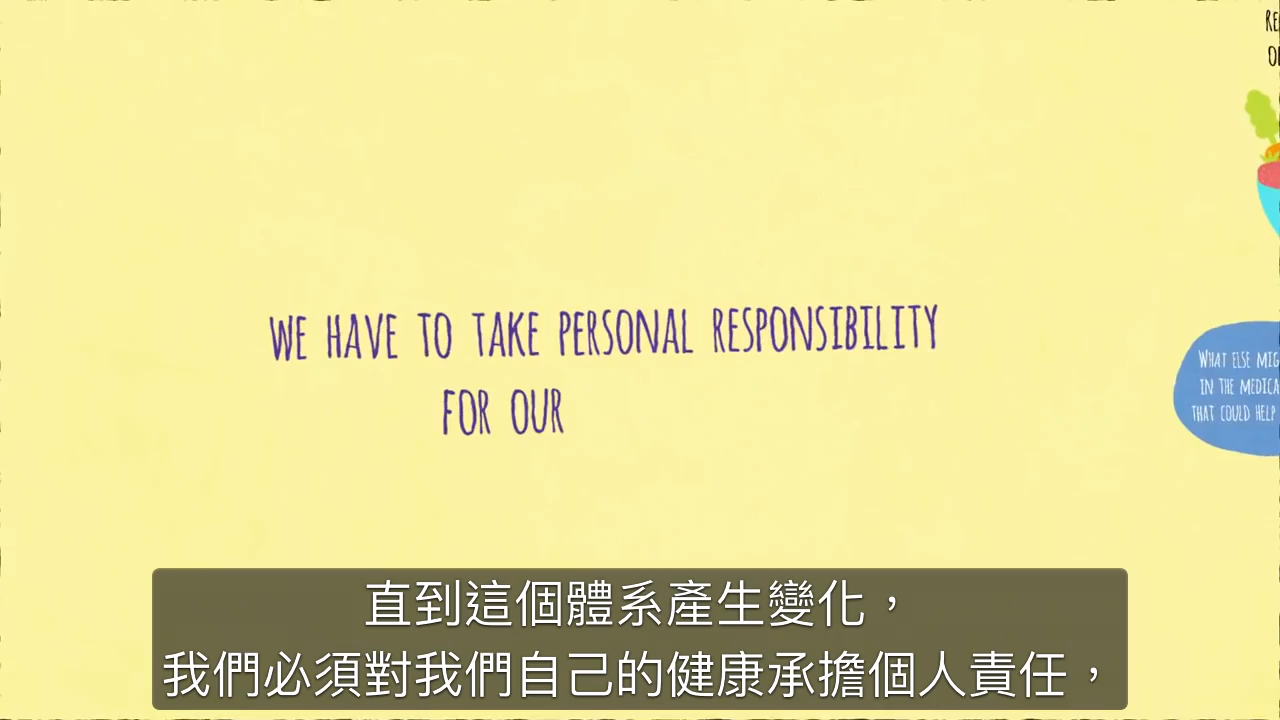 WE HAVE TO TAKE PERSONAL RESPONSIBILITY
FOR OUR
WHAT ELSE
IN THE
THAT COULD HELP
直到這個體系產生變化，
我們必須對我們自己的健康承擔個人責任，